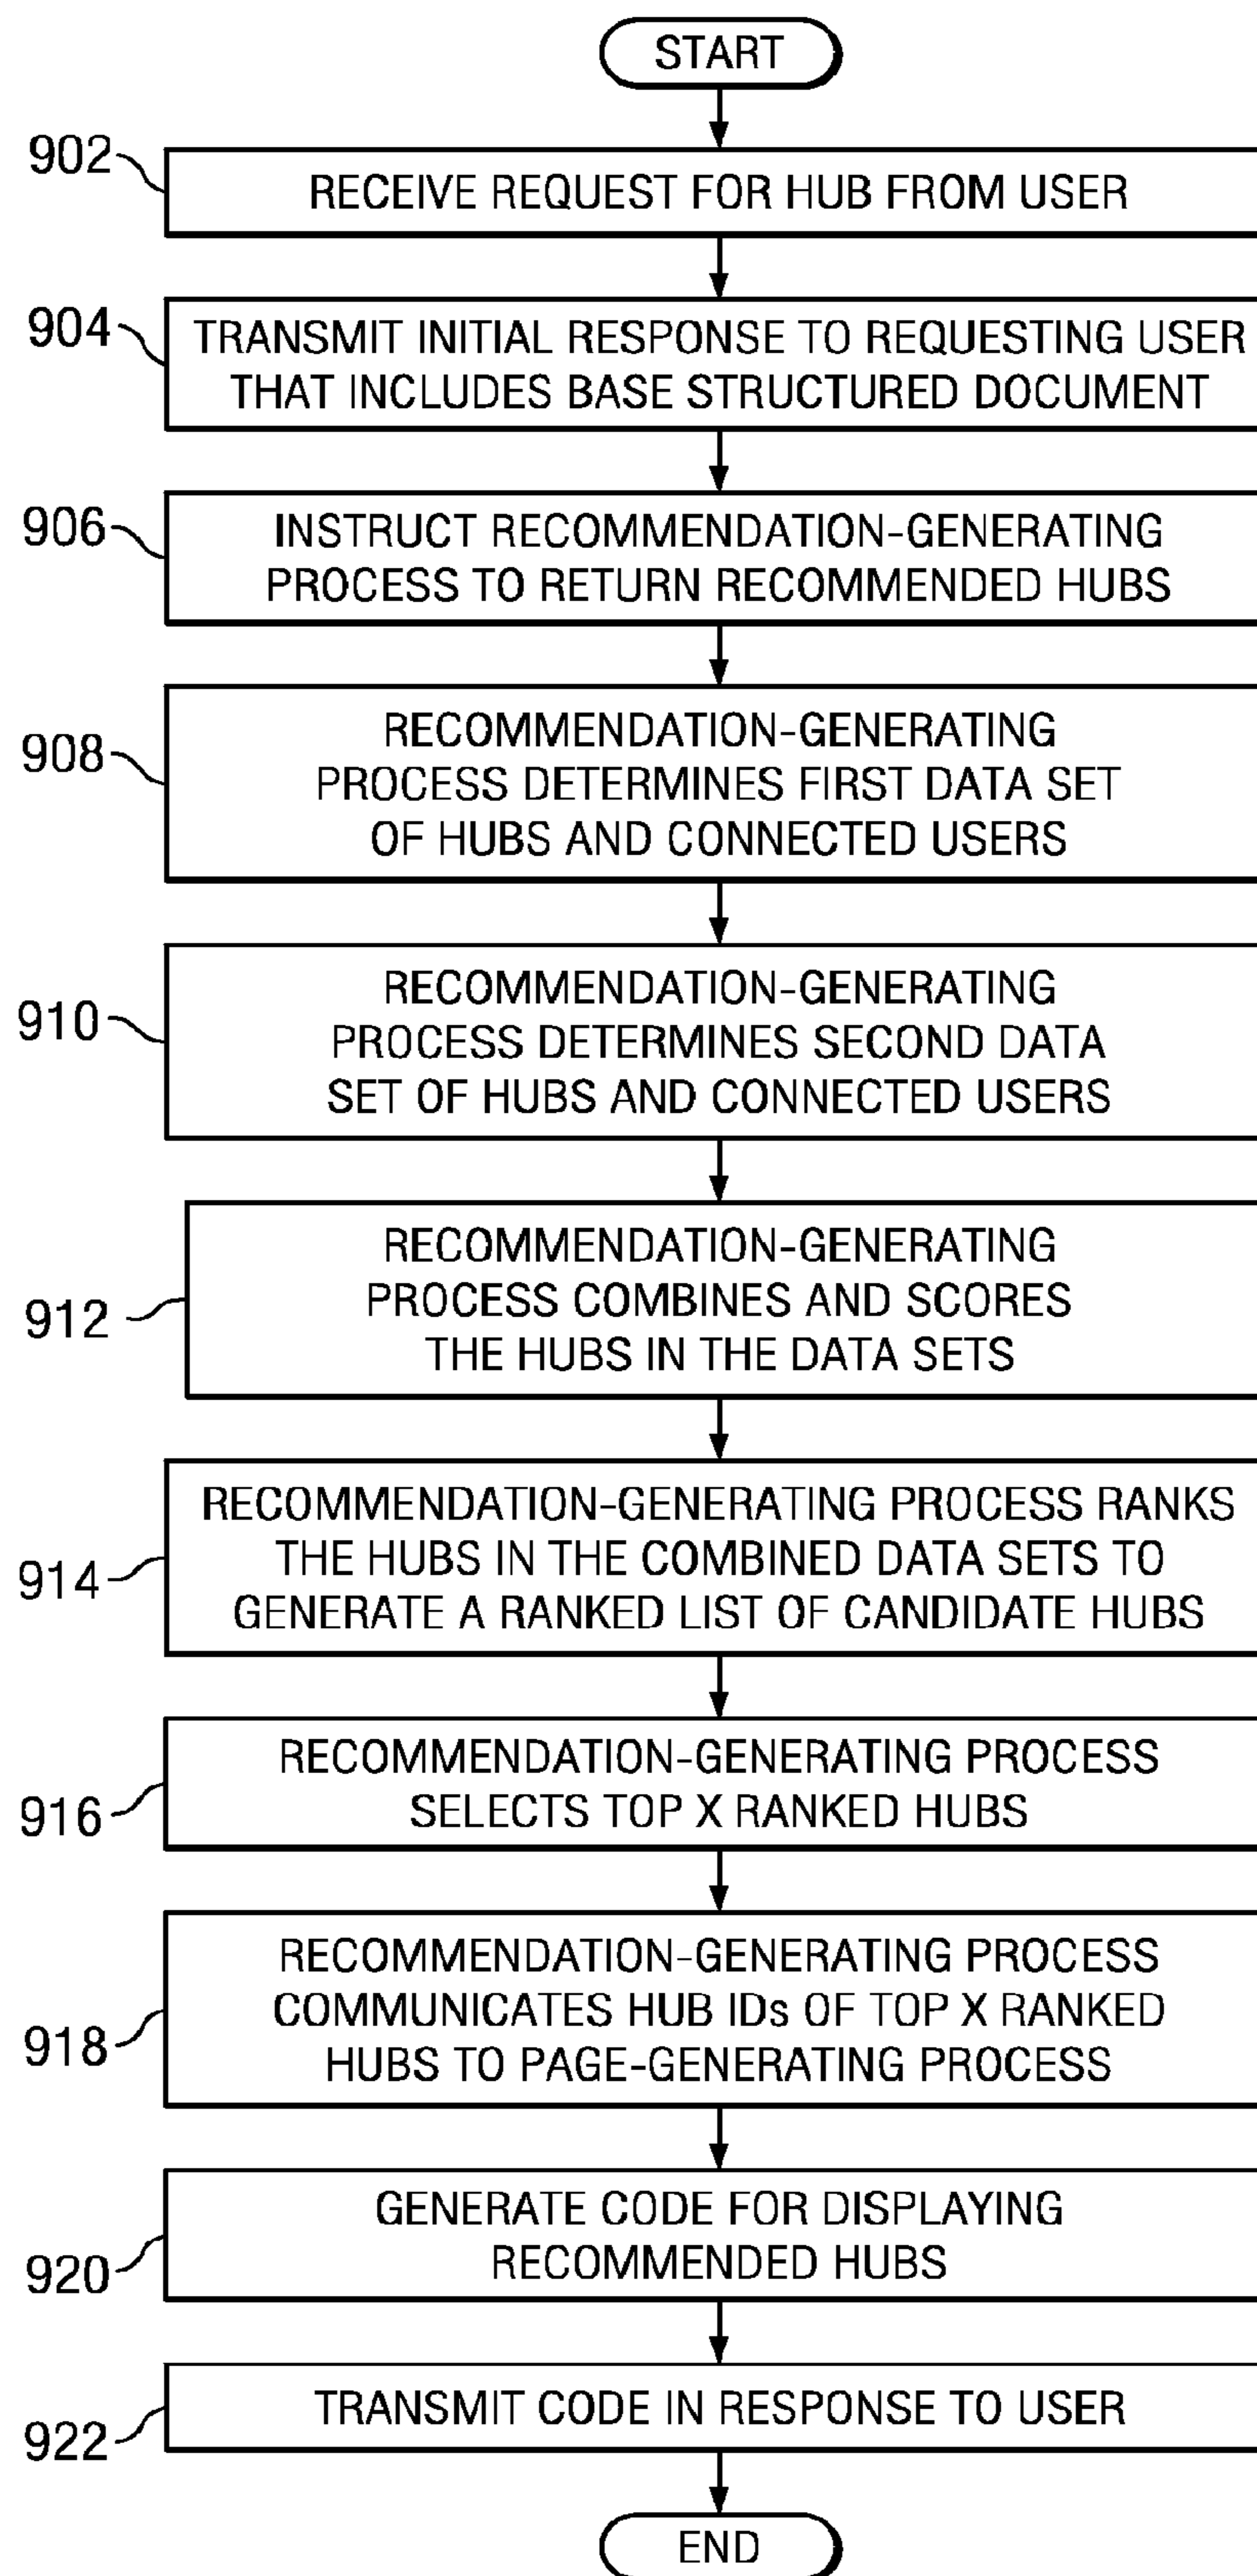 START
902
RECEIVE REQUEST FOR HUB FROM USER
904
TRANSMIT INITIAL RESPONSE TO REQUESTING USER
THAT INCLUDES BASE STRUCTURED DOCUMENT
906
INSTRUCT RECOMMENDATION-GENERATING
PROCESS TO RETURN RECOMMENDED HUBS
908
RECOMMENDATION-GENERATING
PROCESS DETERMINES FIRST DATA SET
OF HUBS AND CONNECTED USERS
910
RECOMMENDATION-GENERATING
PROCESS DETERMINES SECOND DATA
SET OF HUBS AND CONNECTED USERS
912
RECOMMENDATION-GENERATING
PROCESS COMBINES AND SCORES
THE HUBS IN THE DATA SETS
914
RECOMMENDATION-GENERATING PROCESS RANKS
THE HUBS IN THE COMBINED DATA SETS TO
GENERATE A RANKED LIST OF CANDIDATE HUBS
916
RECOMMENDATION-GENERATING PROCESS
SELECTS TOP X RANKED HUBS
918
RECOMMENDATION-GENERATING PROCESS
COMMUNICATES HUB IDs OF TOP X RANKED
HUBS TO PAGE-GENERATING PROCESS
920
GENERATE CODE FOR DISPLAYING
RECOMMENDED HUBS
922
TRANSMIT CODE IN RESPONSE TO USER
END